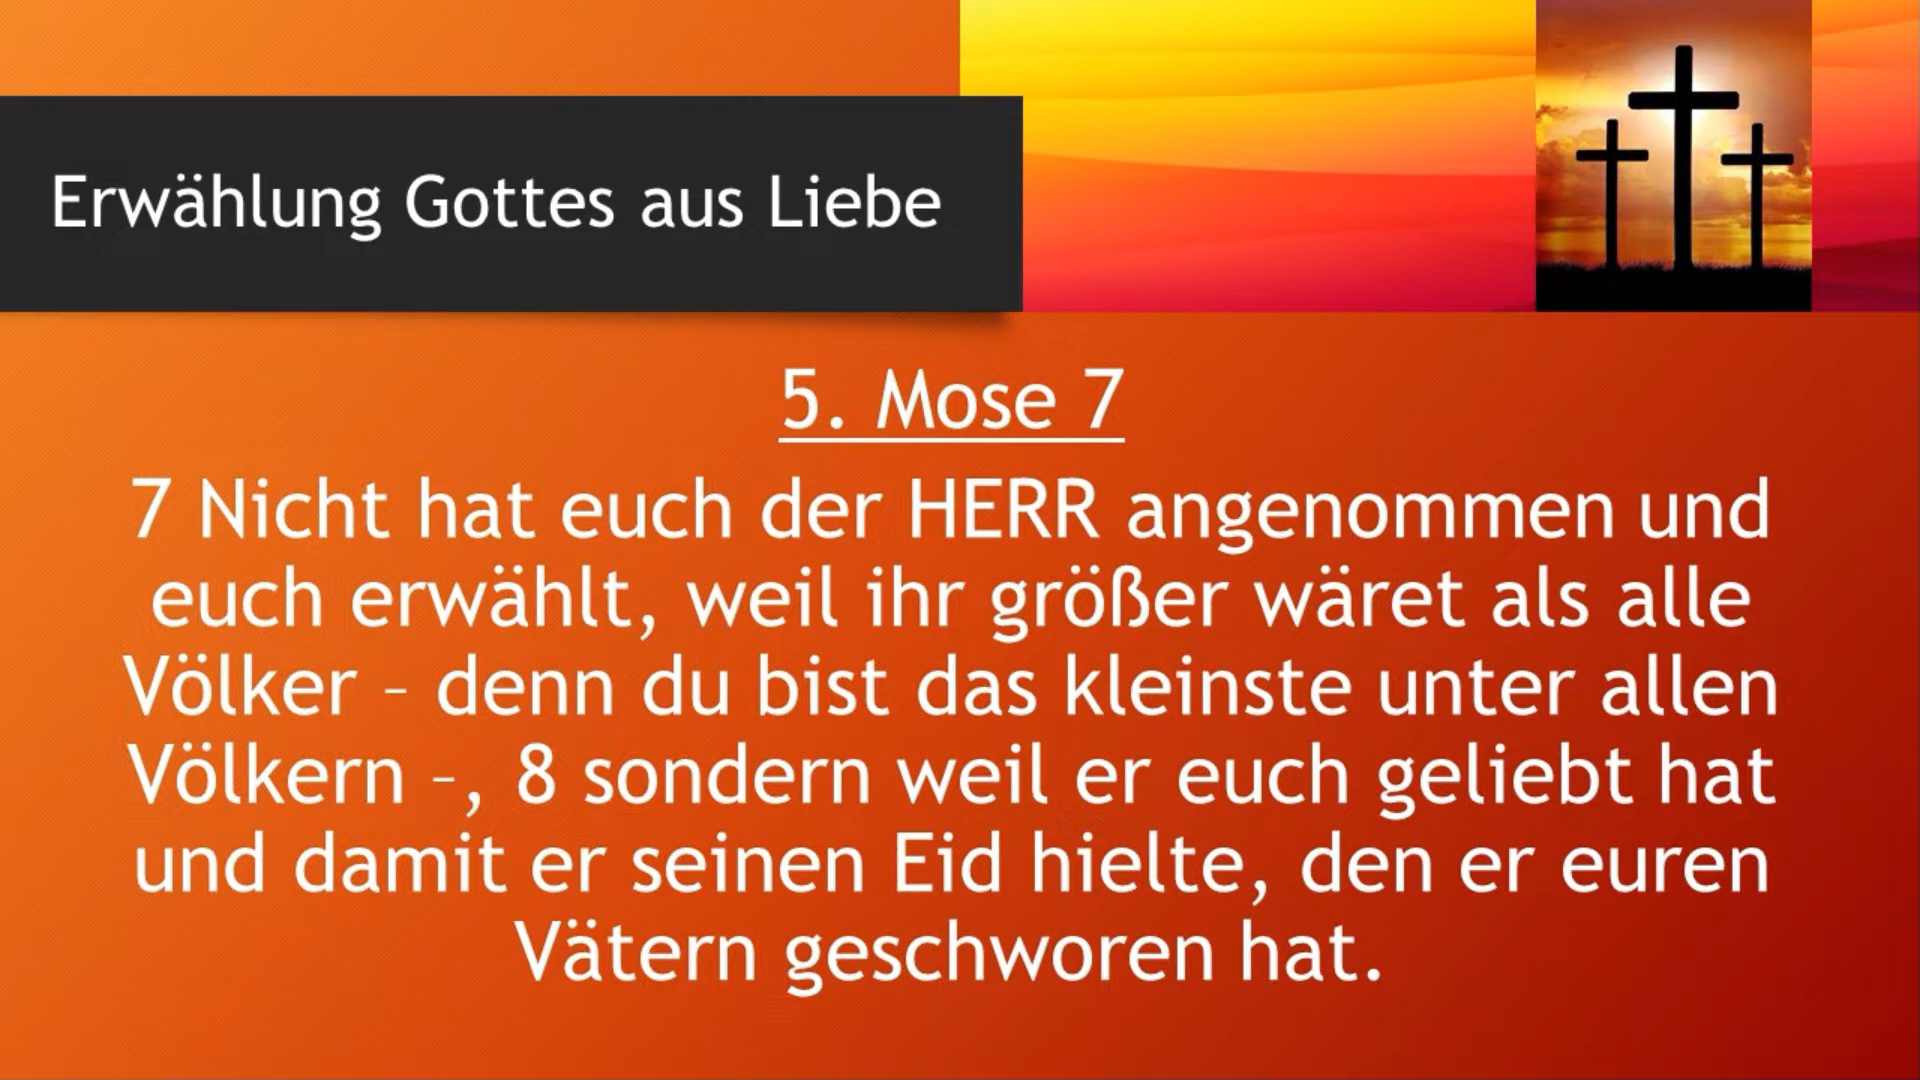 Erwählung Gottes aus Liebe
5. Mose 7
7 Nicht hat euch der HERR angenommen und
euch erwählt, weil ihr größer wäret als alle
Völker – denn du bist das kleinste unter allen
Völkern –, 8 sondern weil er euch geliebt hat
und damit er seinen Eid hielte, den er euren
Vätern geschworen hat.